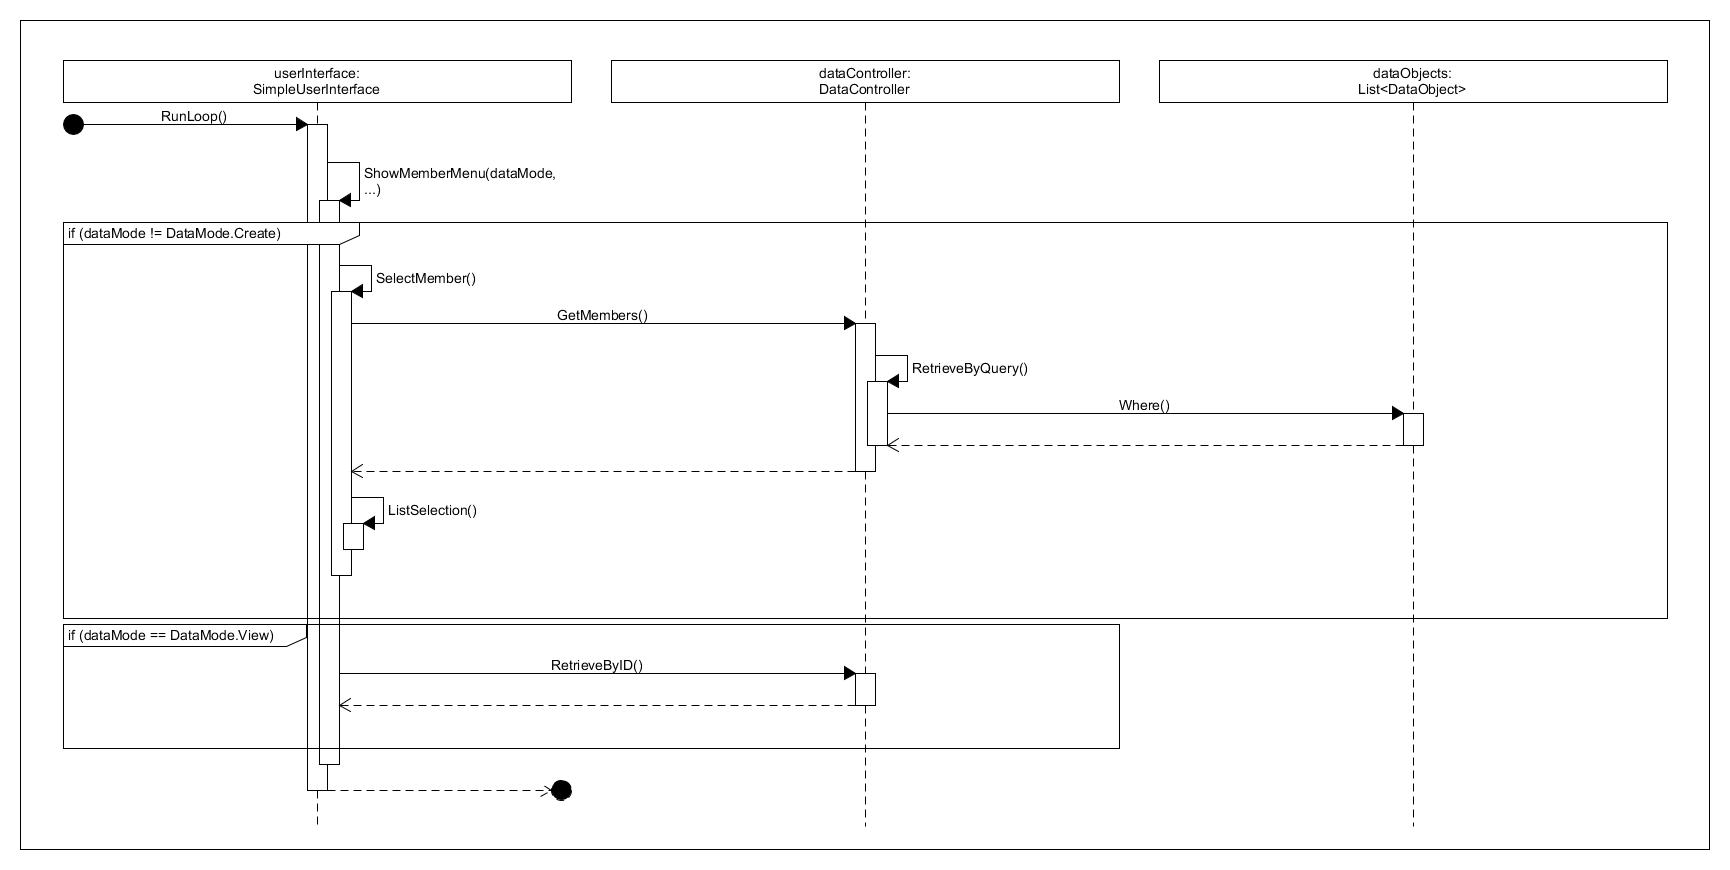 userInterface:
SimpleUserInterface
dataController:
DataController
dataObjects:
List<DataObject>
RunLoop()
ShowMemberMenu(dataMode,
...)
if (dataMode != DataMode.Create)
SelectMember()
GetMembers()
RetrieveByQuery()
Where()
ListSelection()
if (dataMode == DataMode.View)
RetrieveByID()